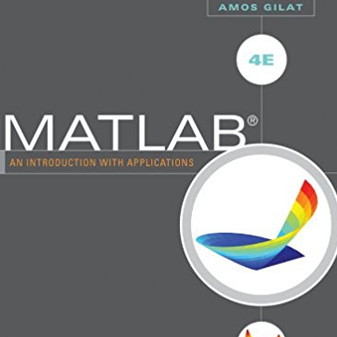 AMOS GILAT
4E
MATLAB®
AN INTRODUCTION WITH APPLICATIONS